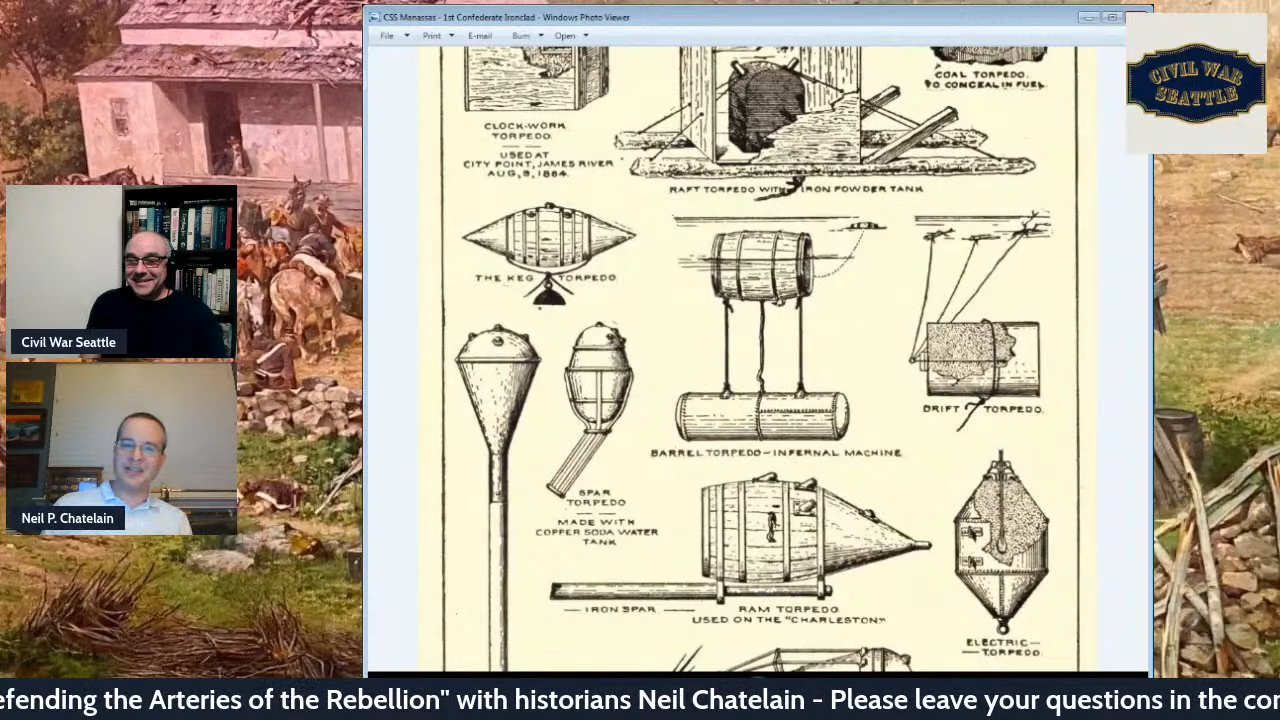 CSS Manassas - 1st Confederate Ironclad - Windows Photo Viewer
File Print E-mail Burn Open
CIVIL WAR
SEATTLE
COAL TORPEDO.
TO CONCEAL IN FUEL.
CLOCK-WORK
TORPEDO.
USED AT
CITY POINT, JAMES RIVER
AUG, 9, 1864.
RAFT TORPEDO WITH IRON POWDER TANK
THE KEG TORPEDO.
DRIFT TORPEDO.
BARREL TORPEDO-INFERNAL MACHINE
SPAR
TORPEDO
MADE WITH
COPPER SODA WATER
TANK
IRON SPAR
RAM TORPEDO
USED ON THE "CHARLESTON"
ELECTRIC-
TORPEDO.
Civil War Seattle
Neil P. Chatelain
efending the Arteries of the Rebellion" with historians Neil Chatelain - Please leave your questions in the co